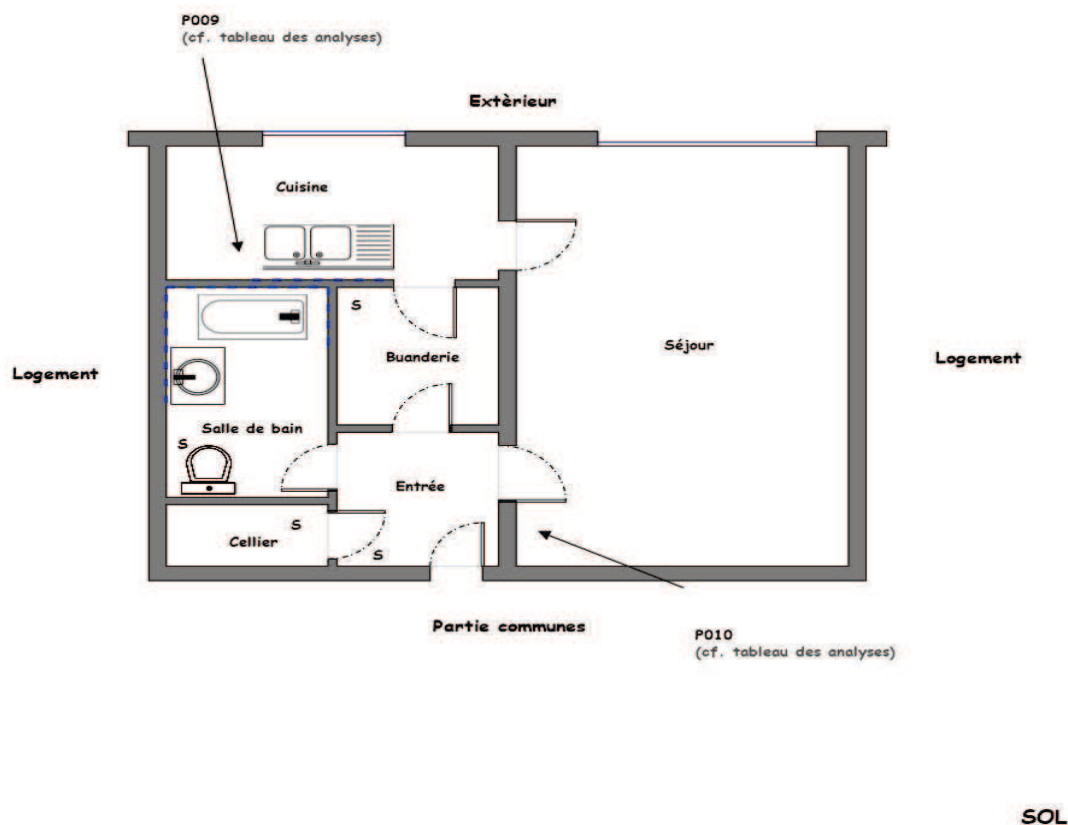 P009
(cf. tableau des analyses)
Extèrieur
Cuisine
S
Buanderie
Séjour
Logement
Logement
Salle de bain
S
Entrée
S
Cellier
S
Partie communes
P010
(cf. tableau des analyses)
SOL